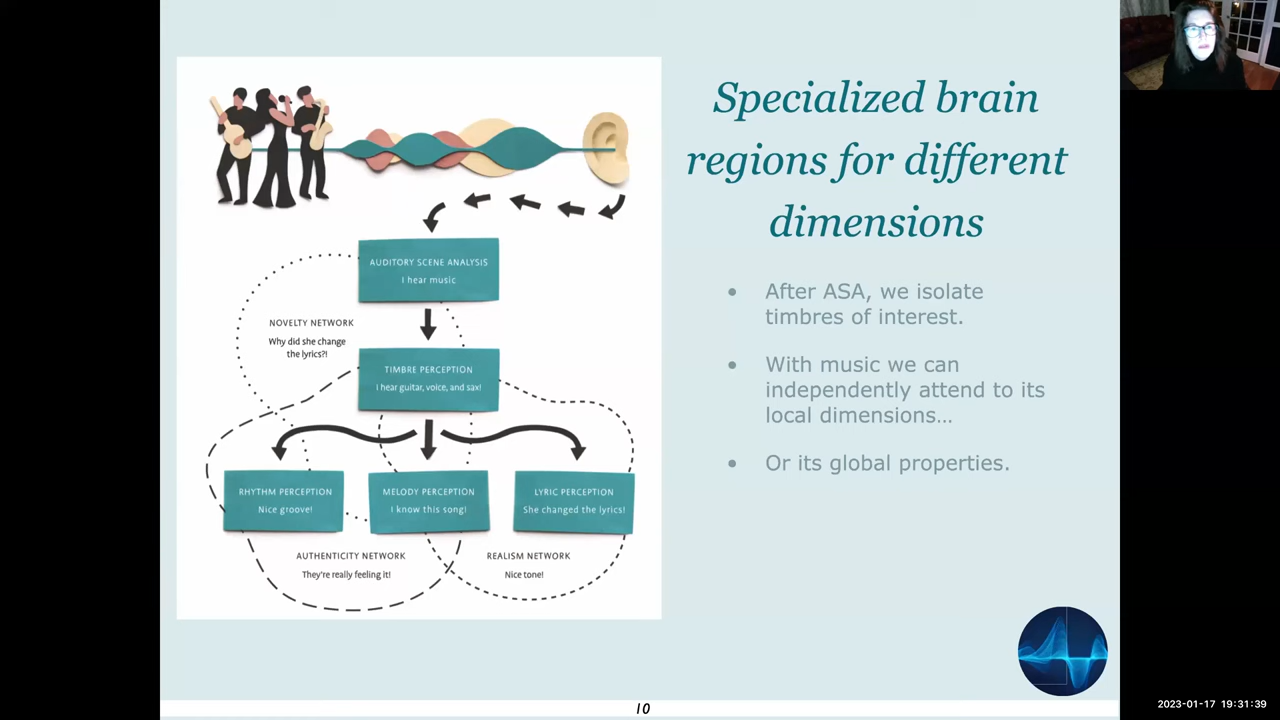 Specialized brain
regions for different
dimensions
AUDITORY SCENE ANALYSIS
I hear music
NOVELTY NETWORK
Why did she change
the lyrics?!
TIMBRE PERCEPTION
I hear guitar, voice, and sax!
RHYTHM PERCEPTION
Nice groove!
MELODY PERCEPTION
I know this song!
LYRIC PERCEPTION
She changed the lyrics!
AUTHENTICITY NETWORK
They're really feeling it!
REALISM NETWORK
Nice tone!
• After ASA, we isolate
timbres of interest.
• With music we can
independently attend to its
local dimensions…
• Or its global properties.
10
2023-01-17 19:31:39